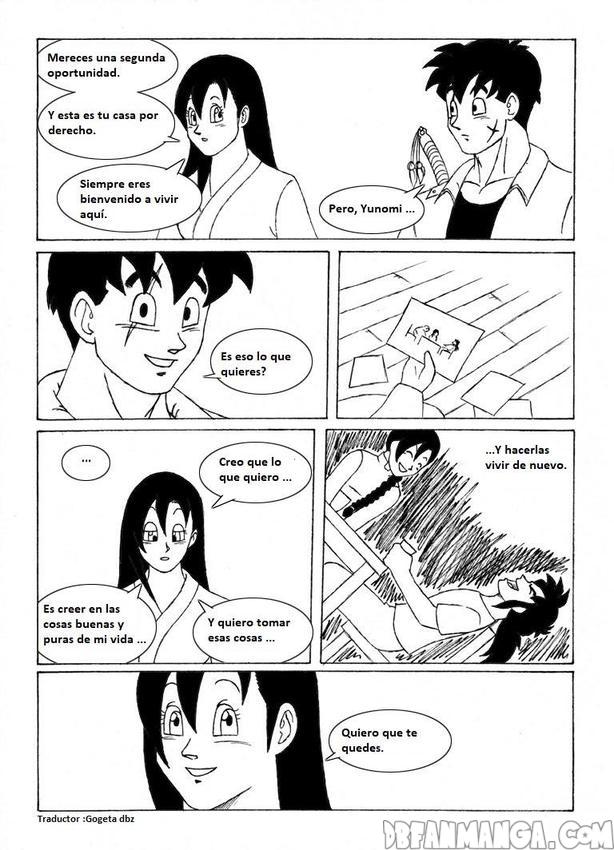 Mereces una segunda
oportunidad.
Y esta es tu casa por
derecho.
Siempre eres
bienvenido a vivir
aquí.
Pero, Yunomi ...
Es eso lo que
quieres?
...
Creo que lo
que quiero ...
Es creer en las
cosas buenas y
puras de mi vida ...
Y quiero tomar
esas cosas ...
...Y hacerlas
vivir de nuevo.
Quiero que te
quedes.
Traductor :Gogeta dbz
DBFANMANGA.COM